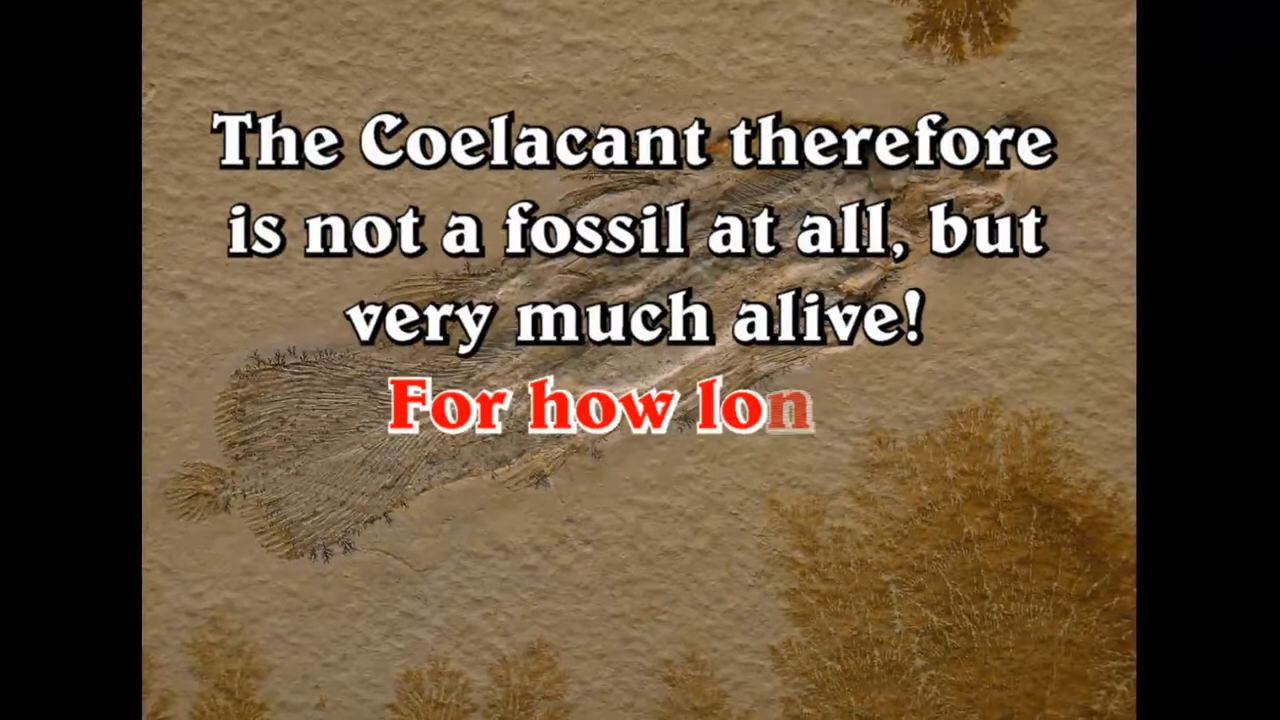 The Coelacant therefore
is not a fossil at all, but
very much alive!
For how lon